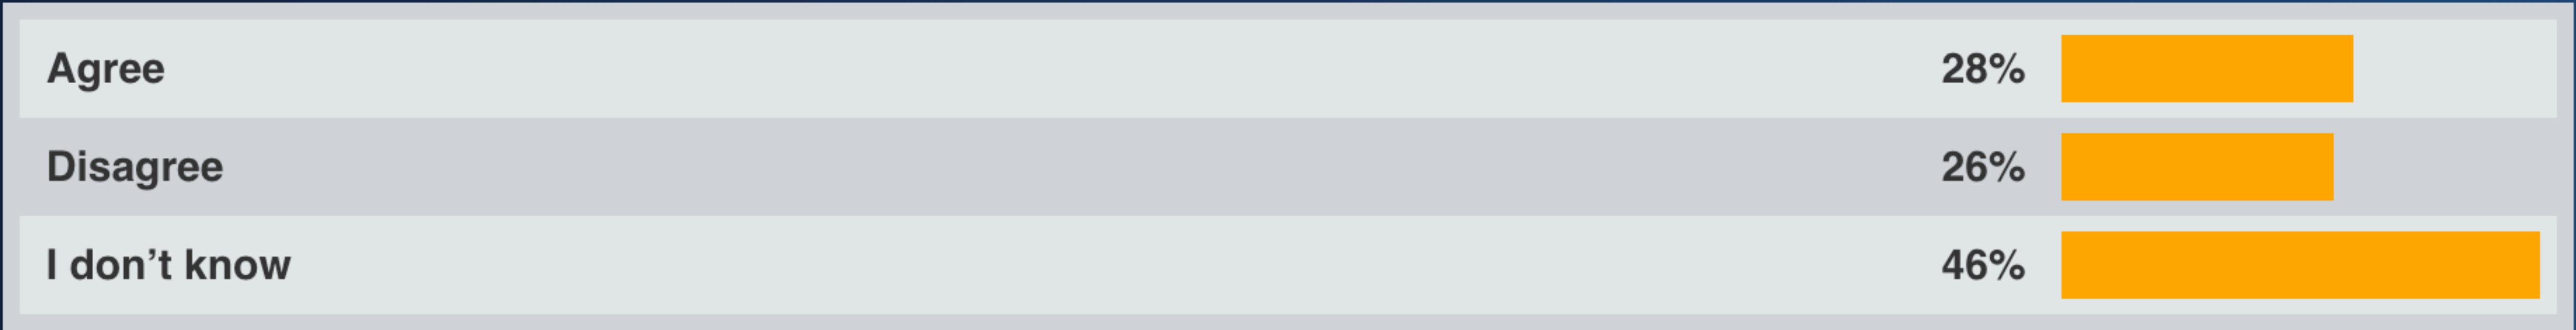 Agree 28%
Disagree 26%
I don’t know 46%